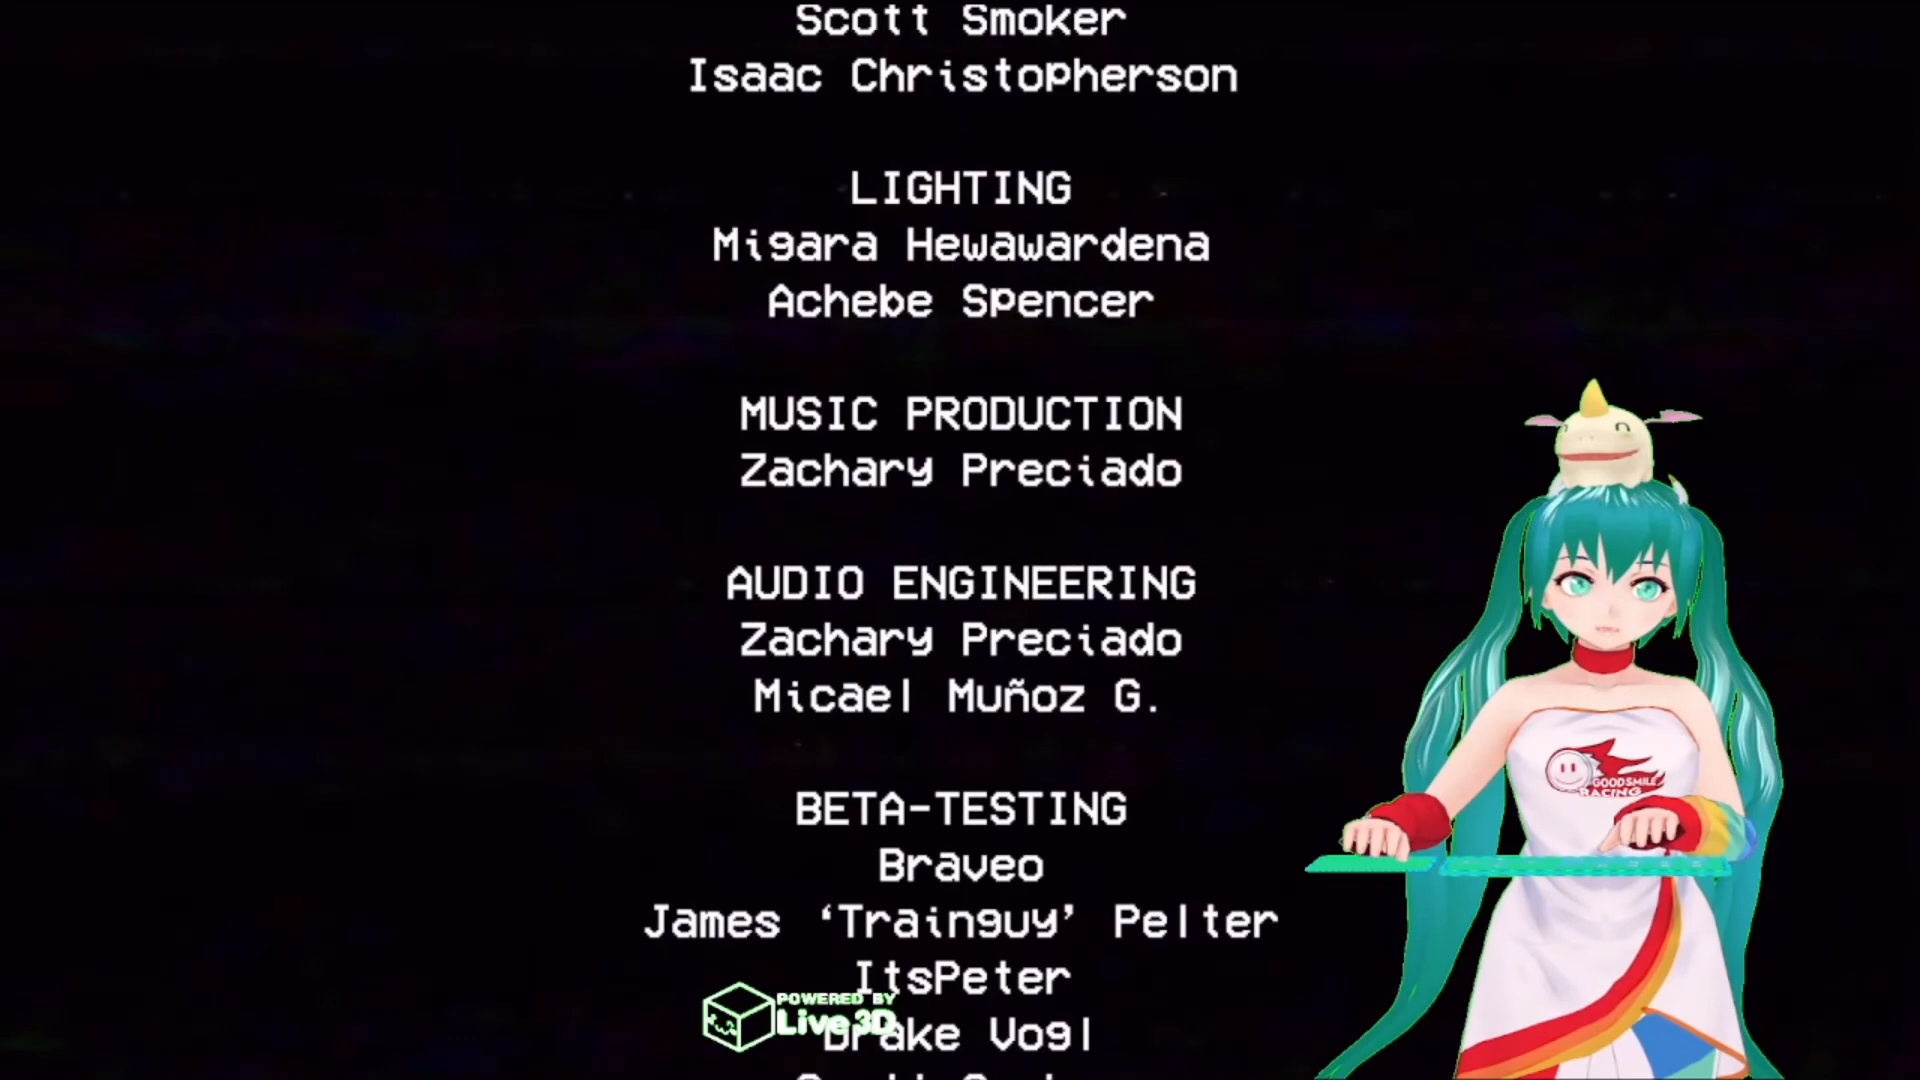 Scott Smoker
Isaac Christopherson
LIGHTING
Migara Hewawardena
Achebe Spencer
MUSIC PRODUCTION
Zachary Preciado
AUDIO ENGINEERING
Zachary Preciado
Micael Muñoz G.
BETA-TESTING
Braveo
James ‘Trainguy’ Pelter
ItsPeter
Drake Vogl
POWERED BY
Live3D
GOODSMILE
RACING